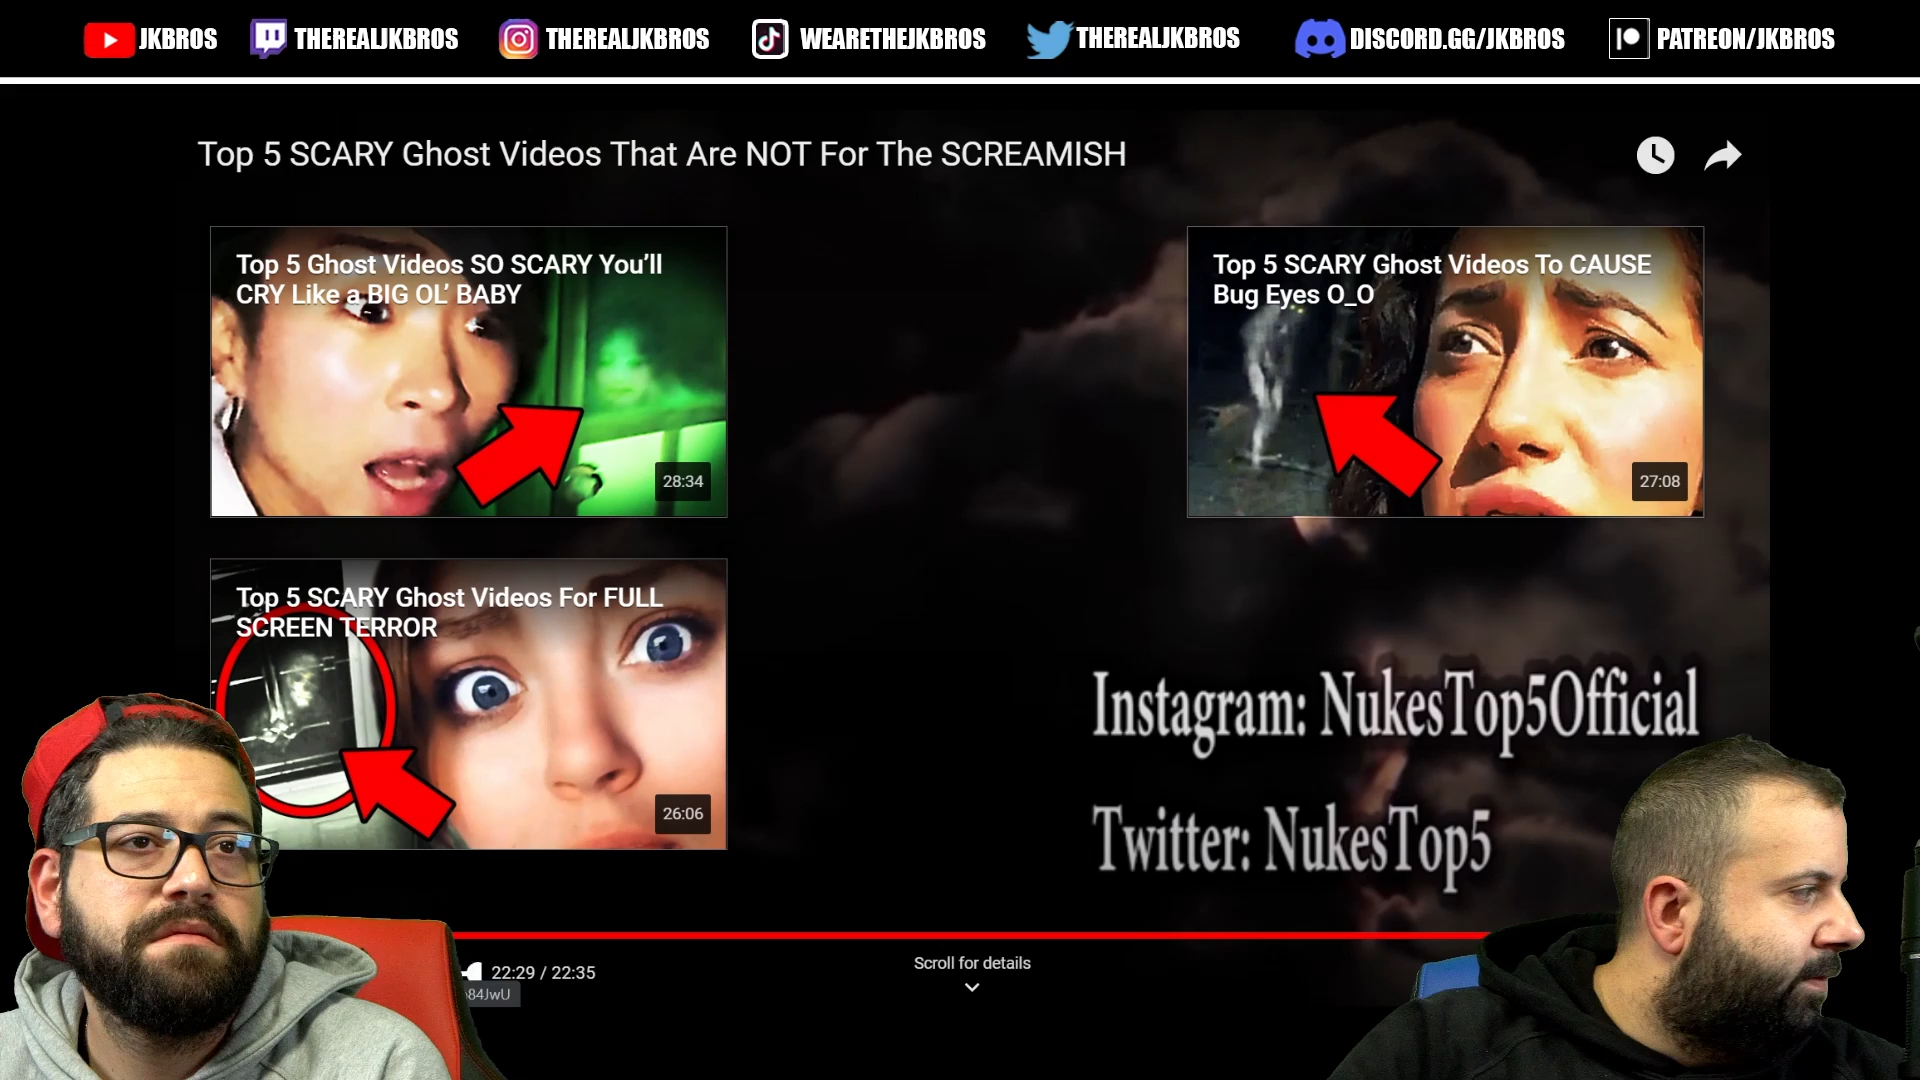 JKBROS
THEREALJKBROS
THEREALJKBROS
WEARETHEJKBROS
THEREALJKBROS
DISCORD.GG/JKBROS
PATREON/JKBROS
Top 5 SCARY Ghost Videos That Are NOT For The SCREAMISH
Top 5 Ghost Videos SO SCARY You’ll
CRY Like a BIG OL’ BABY
28:34
Top 5 SCARY Ghost Videos To CAUSE
Bug Eyes O_O
27:08
Top 5 SCARY Ghost Videos For FULL
SCREEN TERROR
26:06
Instagram: NukesTop5Official
Twitter: NukesTop5
22:29 / 22:35
84JwU
Scroll for details